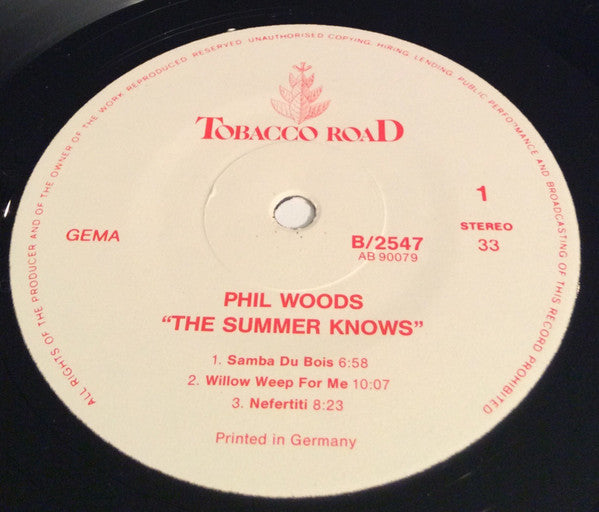 ALL RIGHTS OF THE PRODUCER AND OF THE OWNER OF THE WORK REPRODUCED RESERVED. UNAUTHORISED COPYING, HIRING, LENDING, PUBLIC PERFORMANCE AND BROADCASTING OF THIS RECORD PROHIBITED
TOBACCO ROAD
1
GEMA
STEREO
B/2547
33
AB 90079
PHIL WOODS
“THE SUMMER KNOWS”
1. Samba Du Bois 6:58
2. Willow Weep For Me 10:07
3. Nefertiti 8:23
Printed in Germany